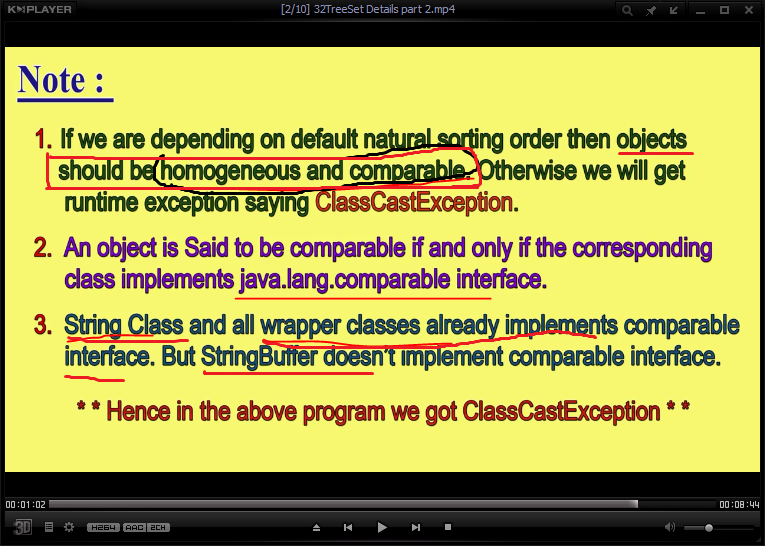 K▪MPLAYER
[2/10] 32TreeSet Details part 2.mp4
Note :
1. If we are depending on default natural sorting order then objects
should be homogeneous and comparable. Otherwise we will get
runtime exception saying ClassCastException.
2. An object is Said to be comparable if and only if the corresponding
class implements java.lang.comparable interface.
3. String Class and all wrapper classes already implements comparable
interface. But StringBuffer doesn't implement comparable interface.
* * Hence in the above program we got ClassCastException * *
00:01:02 00:08:44
3D H264 AAC 2CH